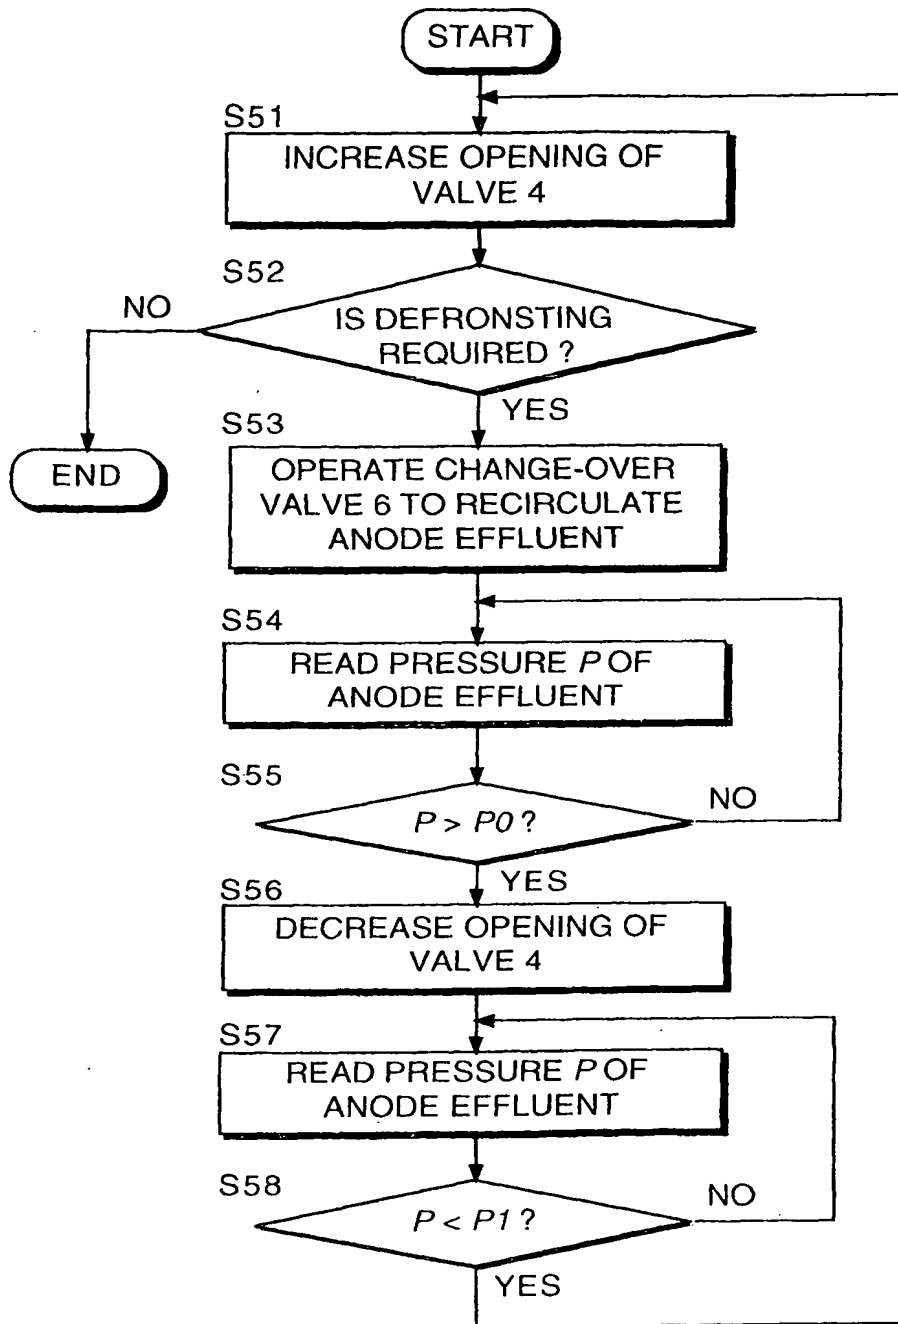 START
S51
INCREASE OPENING OF
VALVE 4
S52
NO
IS DEFRONSTING
REQUIRED ?
YES
END
S53
OPERATE CHANGE-OVER
VALVE 6 TO RECIRCULATE
ANODE EFFLUENT
S54
READ PRESSURE P OF
ANODE EFFLUENT
S55
P > P0 ?
NO
YES
S56
DECREASE OPENING OF
VALVE 4
S57
READ PRESSURE P OF
ANODE EFFLUENT
S58
P < P1 ?
NO
YES